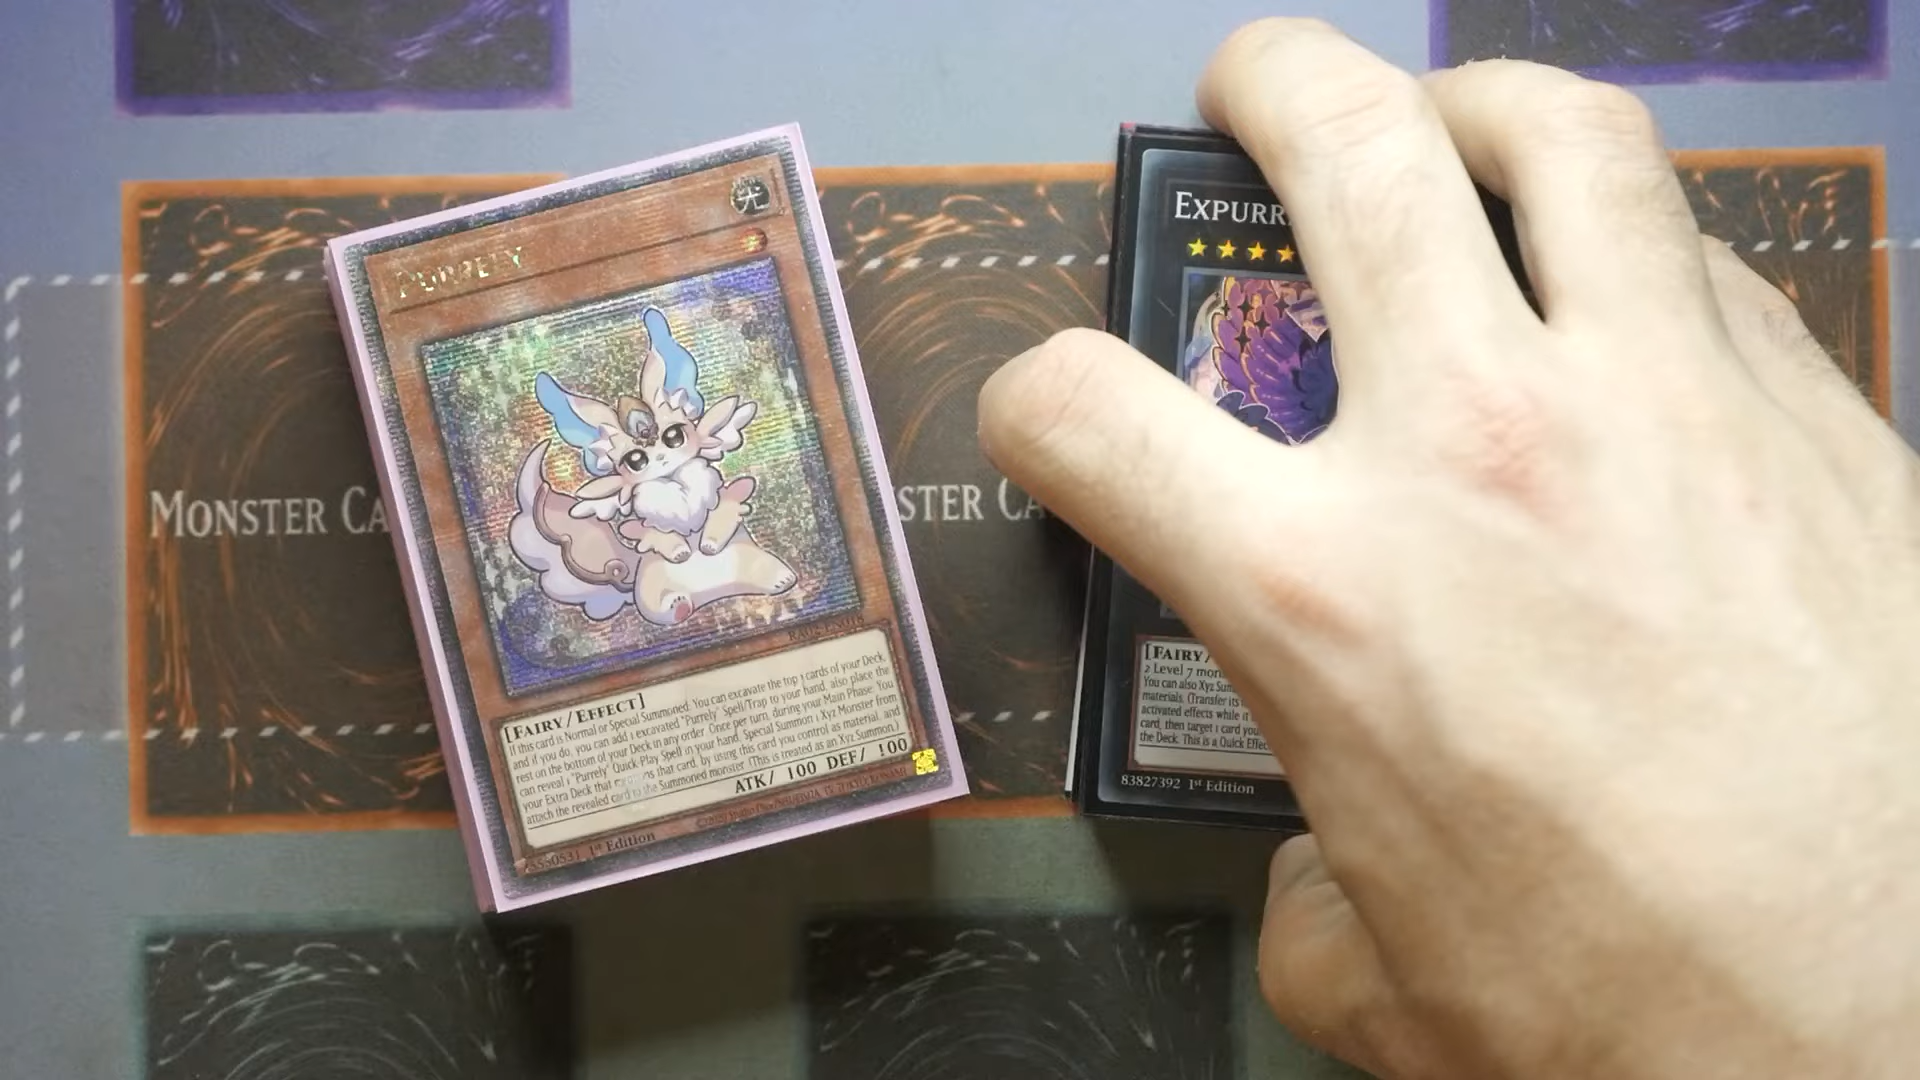 PURRELY
光
RA02-EN018
[FAIRY/EFFECT]
If this card is Normal or Special Summoned: You can excavate the top 3 cards of your Deck,
and if you do, you can add 1 excavated "Purrely" Spell/Trap to your hand, also place the
rest on the bottom of your Deck in any order. Once per turn, during your Main Phase: You
can reveal 1 "Purrely" Quick-Play Spell in your hand; Special Summon 1 Xyz Monster from
your Extra Deck that mentions that card, by using this card you control as material, and
attach the revealed card to the Summoned monster. (This is treated as an Xyz Summon.)
ATK/ 100 DEF/ 100
1st Edition
MONSTER CA
STER CA
EXPURR
[FAIRY/
2 Level 7 mon
You can also Xyz Sum
materials. (Transfer its
activated effects while it
card, then target 1 card you
the Deck. This is a Quick Effec
83827392 1st Edition